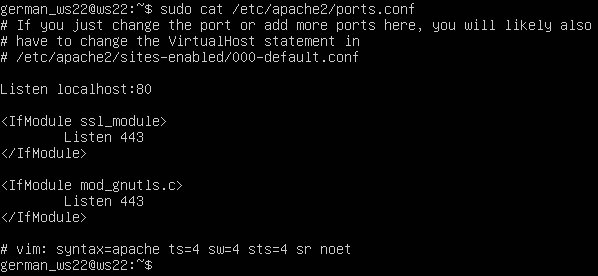 german_ws22@ws22:~$ sudo cat /etc/apache2/ports.conf
# If you just change the port or add more ports here, you will likely also
# have to change the VirtualHost statement in
# /etc/apache2/sites-enabled/000-default.conf

Listen localhost:80

<IfModule ssl_module>
        Listen 443
</IfModule>

<IfModule mod_gnutls.c>
        Listen 443
</IfModule>

# vim: syntax=apache ts=4 sw=4 sts=4 sr noet
german_ws22@ws22:~$